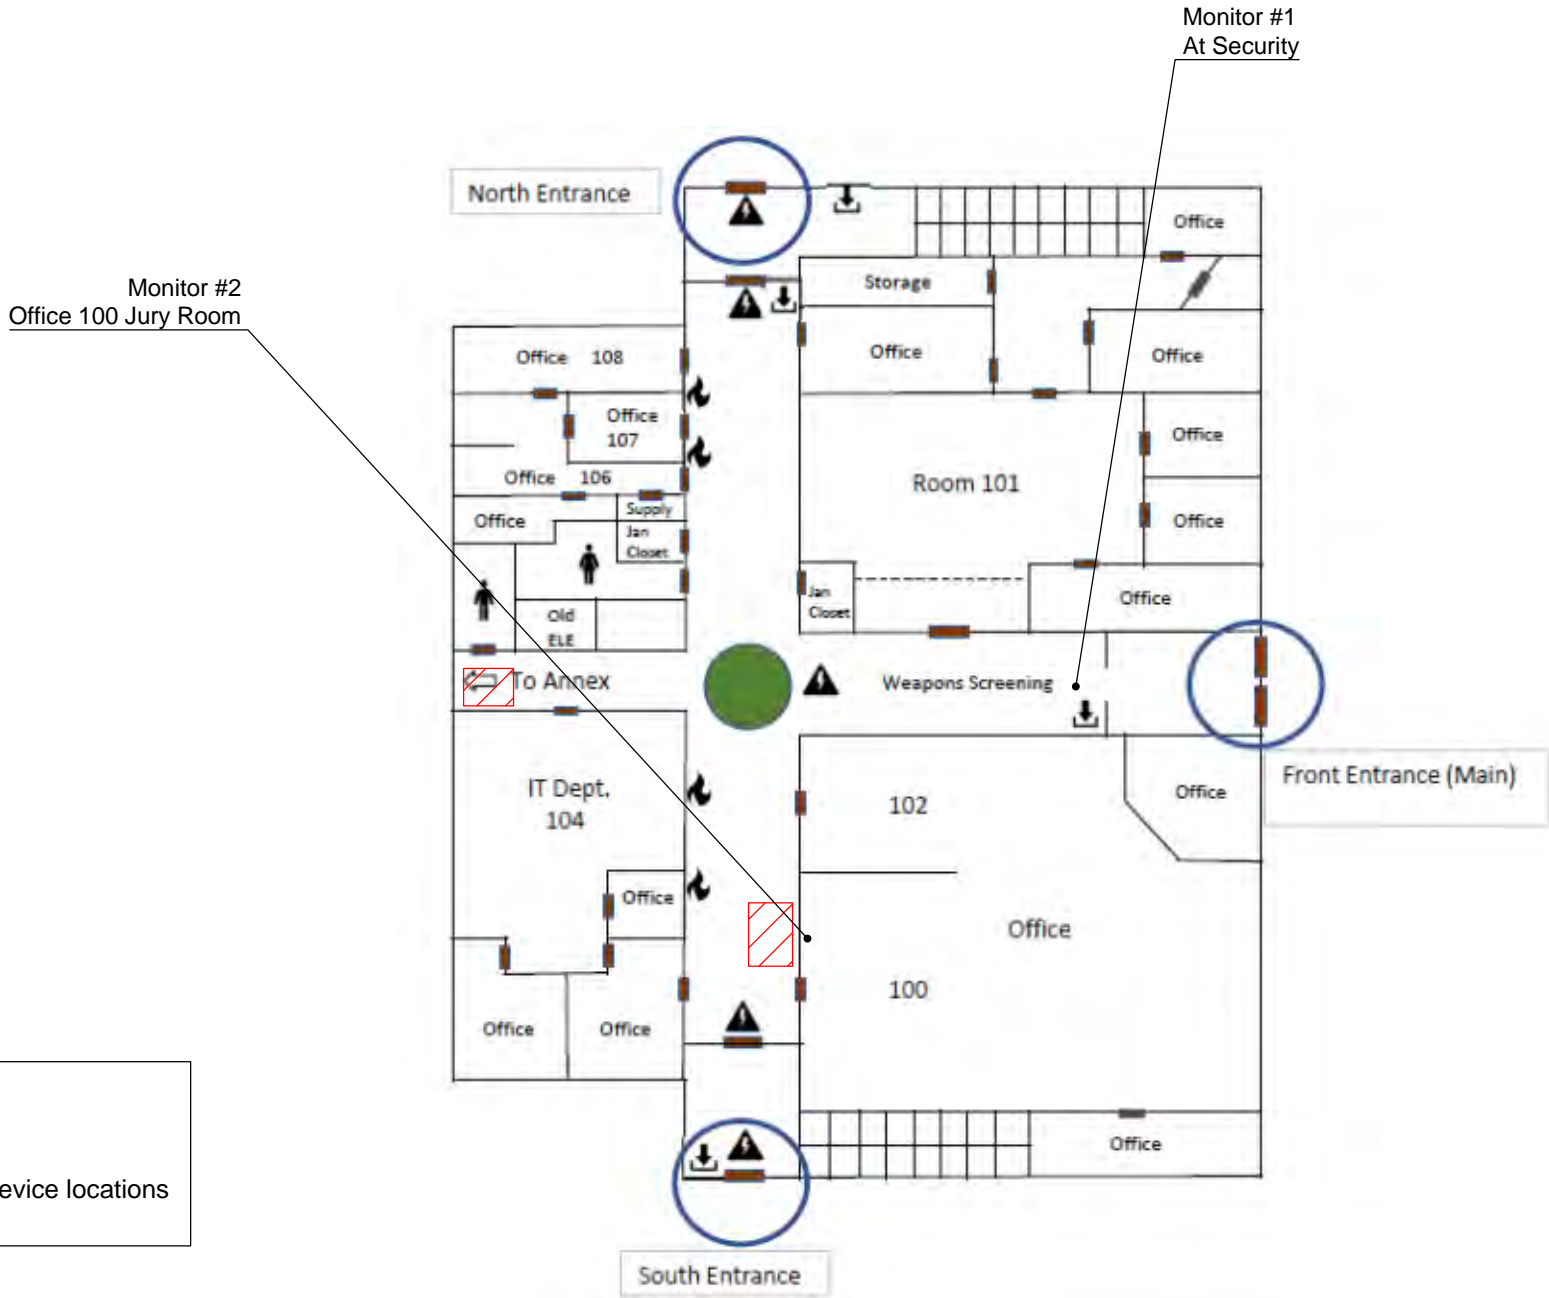 Monitor #1
At Security
North Entrance
Office
Monitor #2
Office 100 Jury Room
Storage
Office 108
Office
Office
Office
107
Office
Office 106
Room 101
Supply
Office
Office
Jan
Closet
Jan
Closet
Office
Old
ELE
To Annex
Weapons Screening
Front Entrance (Main)
IT Dept.
104
102
Office
Office
Office
100
Office
Office
Office
evice locations
South Entrance